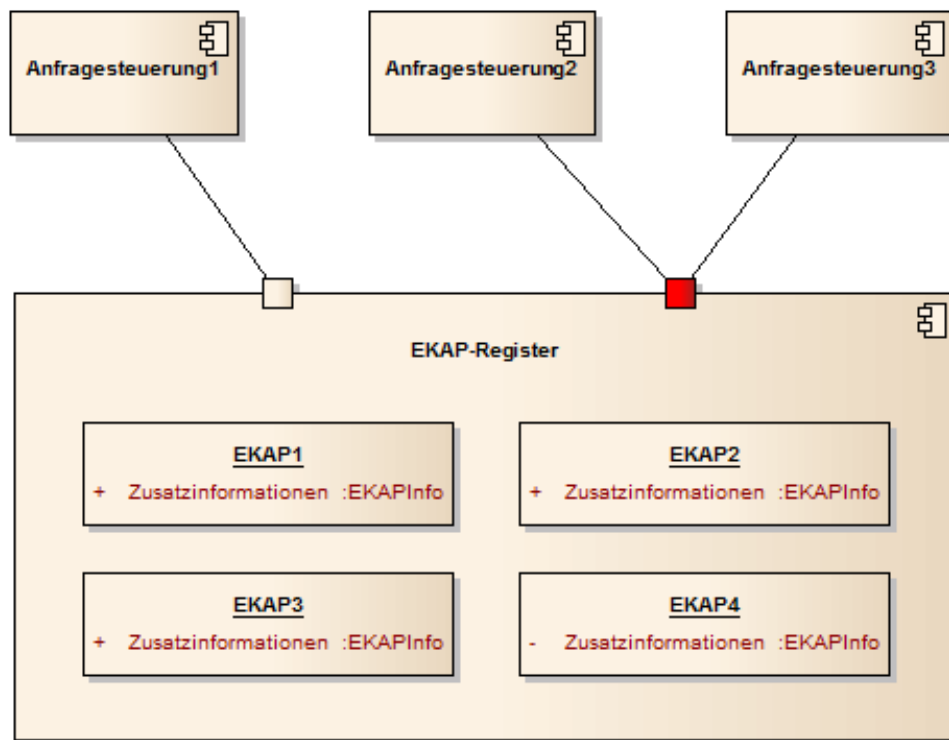 Anfragesteuerung1
Anfragesteuerung2
Anfragesteuerung3
EKAP-Register
EKAP1
+ Zusatzinformationen :EKAPInfo
EKAP2
+ Zusatzinformationen :EKAPInfo
EKAP3
+ Zusatzinformationen :EKAPInfo
EKAP4
- Zusatzinformationen :EKAPInfo